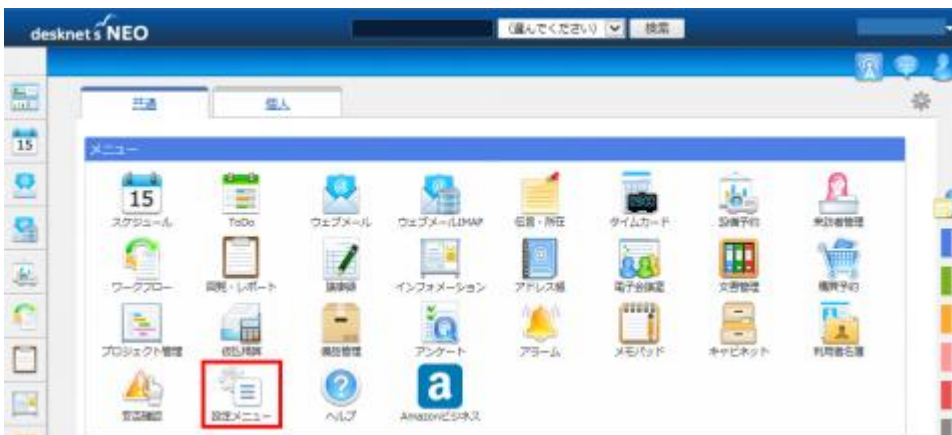 desknet's NEO
(選んでください) 検索
共通 個人
メニュー
15
15 スケジュール ToDo ウェブメール ウェブメールIMAP 伝言・所在 タイムカード 設備予約 来訪者管理
ワークフロー 回覧・レポート 議事録 インフォメーション アドレス帳 電子会議室 文書管理 購買予約
プロジェクト管理 仮払精算 備品管理 アンケート アラーム メモパッド キャビネット 利用者名簿
安否確認 設定メニュー ヘルプ Amazonビジネス